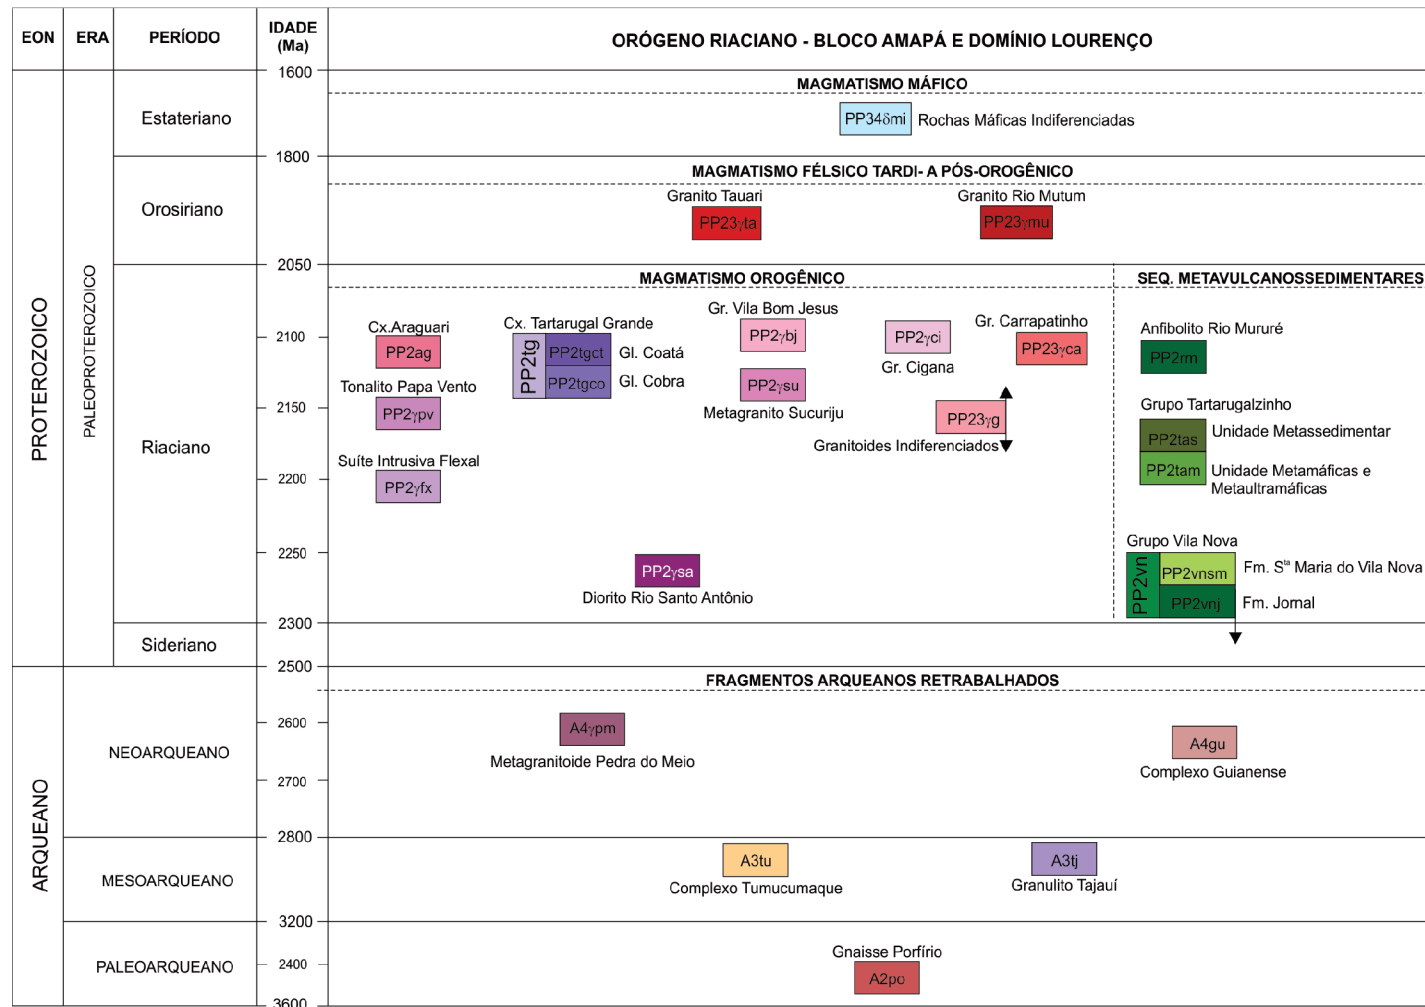 EON ERA PERÍODO IDADE (Ma) ORÓGENO RIACIANO - BLOCO AMAPÁ E DOMÍNIO LOURENÇO
1600
MAGMATISMO MÁFICO
PROTEROZOICO
PALEOPROTEROZOICO
Estateriano
PP34δmi Rochas Máficas Indiferenciadas
1800
MAGMATISMO FÉLSICO TARDI- A PÓS-OROGÊNICO
Orosiriano
Granito Tauari
PP23γta
Granito Rio Mutum
PP23γmu
2050
MAGMATISMO OROGÊNICO
SEQ. METAVULCANOSSEDIMENTARES
Riaciano
2100
2150
2200
2250
Cx.Araguari
PP2ag
Tonalito Papa Vento
PP2γpv
Suíte Intrusiva Flexal
PP2γfx
Cx. Tartarugal Grande
PP2tg
PP2tgct Gl. Coatá
PP2tgco Gl. Cobra
Gr. Vila Bom Jesus
PP2γbj
PP2γsu
Metagranito Sucuriju
PP2γci
Gr. Cigana
Gr. Carrapatinho
PP23γca
PP23γg
Granitoides Indiferenciados
PP2γsa
Diorito Rio Santo Antônio
Anfibolito Rio Mururé
PP2rm
Grupo Tartarugalzinho
PP2tas Unidade Metassedimentar
PP2tam Unidade Metamáficas e
Metaultramáficas
Grupo Vila Nova
PP2vn
PP2vnsm Fm. Sta Maria do Vila Nova
PP2vnj Fm. Jornal
2300
Sideriano
2500
FRAGMENTOS ARQUEANOS RETRABALHADOS
ARQUEANO
NEOARQUEANO
2600
2700
A4γpm
Metagranitoide Pedra do Meio
A4gu
Complexo Guianense
2800
MESOARQUEANO
A3tu
Complexo Tumucumaque
A3tj
Granulito Tajauí
3200
PALEOARQUEANO
2400
Gnaisse Porfírio
A2po
3600